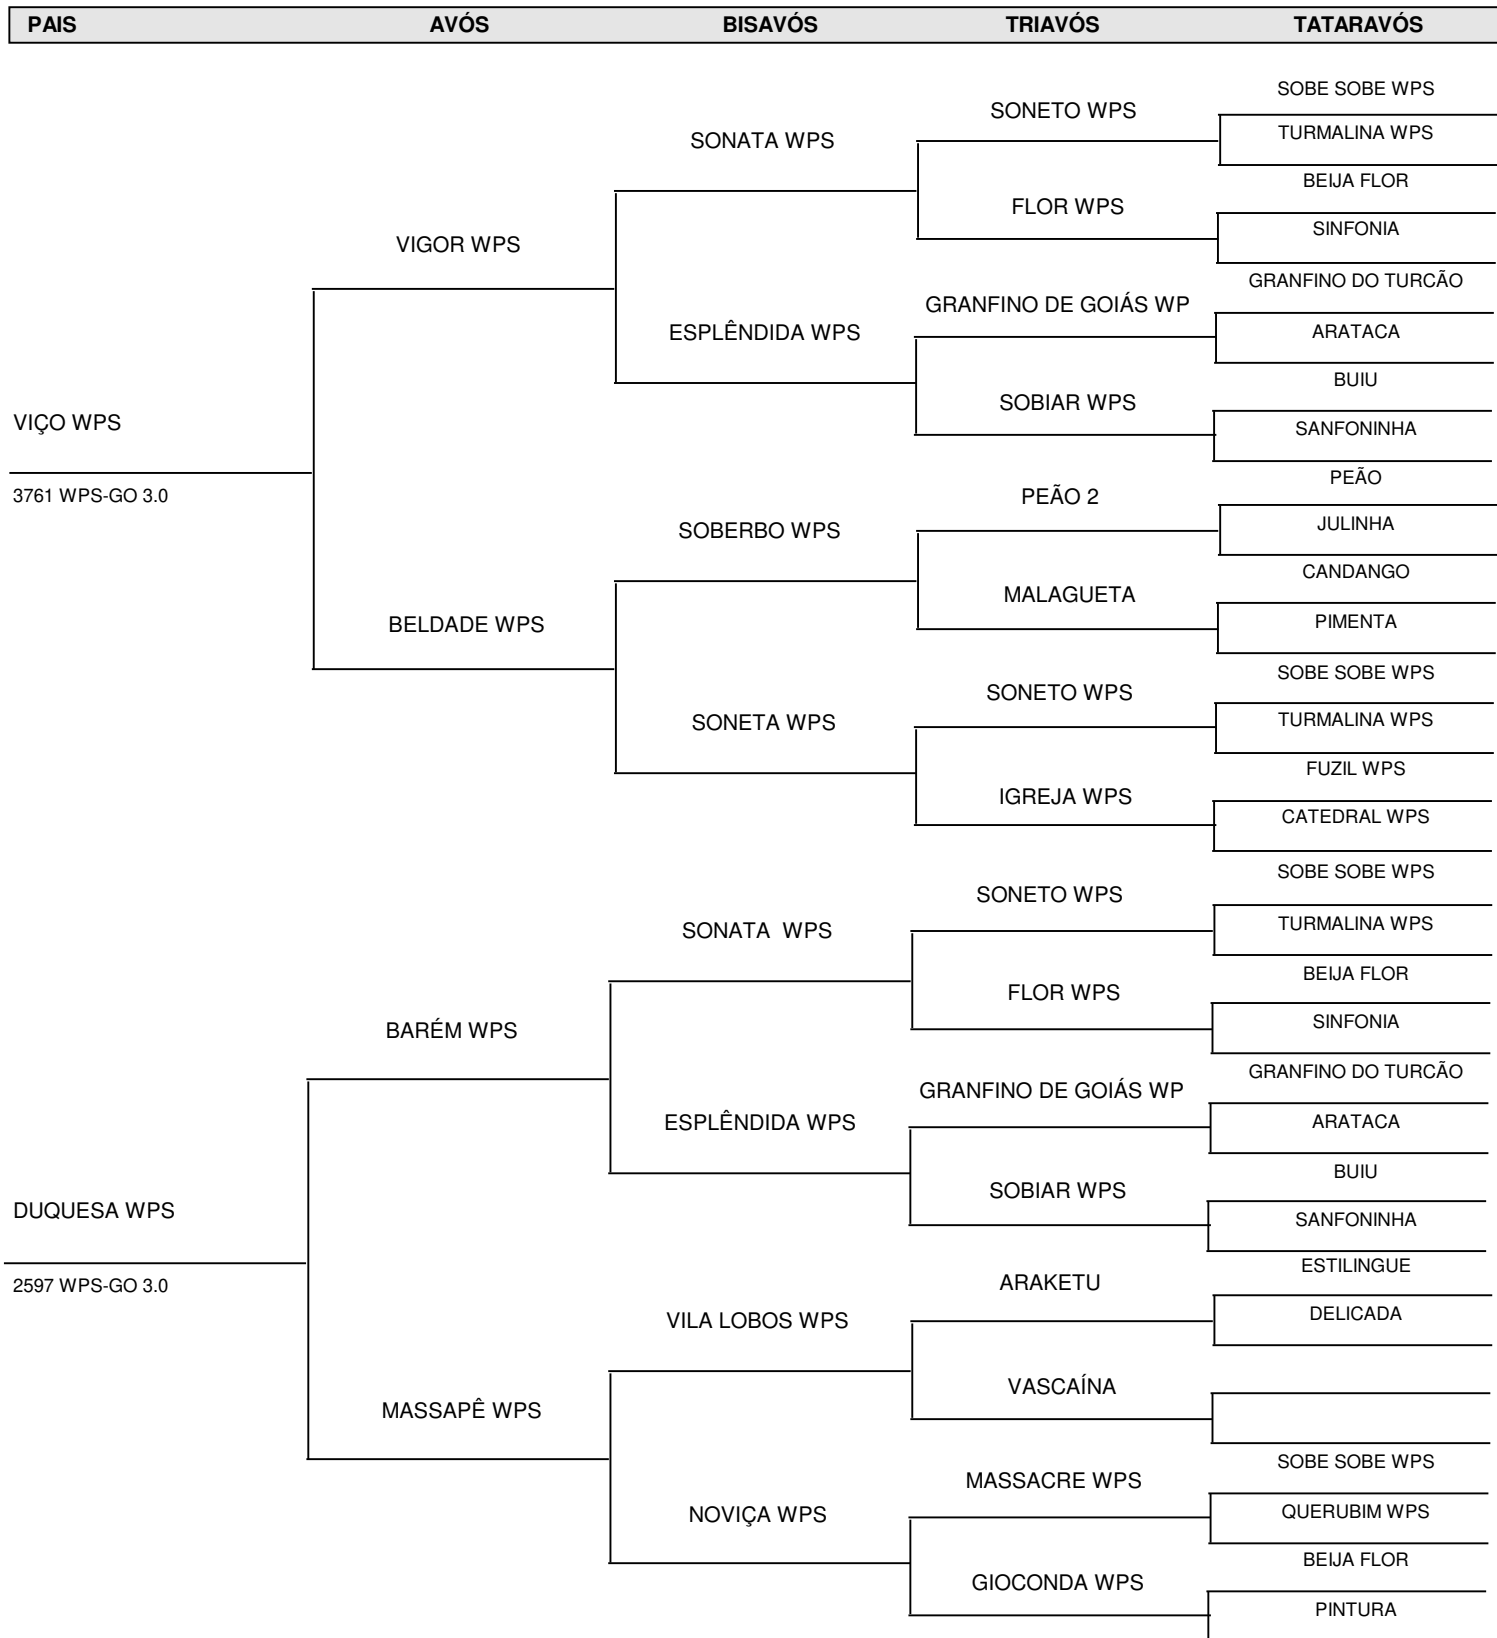 PAIS AVÓS BISAVÓS TRIAVÓS TATARAVÓS
SOBE SOBE WPS
SONETO WPS
TURMALINA WPS
SONATA WPS
BEIJA FLOR
FLOR WPS
SINFONIA
VIGOR WPS
GRANFINO DO TURCÃO
GRANFINO DE GOIÁS WP
ARATACA
ESPLÊNDIDA WPS
BUIU
SOBIAR WPS
SANFONINHA
VIÇO WPS
3761 WPS-GO 3.0
PEÃO
PEÃO 2
JULINHA
SOBERBO WPS
CANDANGO
MALAGUETA
PIMENTA
BELDADE WPS
SOBE SOBE WPS
SONETO WPS
TURMALINA WPS
SONETA WPS
FUZIL WPS
IGREJA WPS
CATEDRAL WPS
SOBE SOBE WPS
SONETO WPS
TURMALINA WPS
SONATA  WPS
BEIJA FLOR
FLOR WPS
SINFONIA
BARÉM WPS
GRANFINO DO TURCÃO
GRANFINO DE GOIÁS WP
ARATACA
ESPLÊNDIDA WPS
BUIU
SOBIAR WPS
SANFONINHA
DUQUESA WPS
2597 WPS-GO 3.0
ESTILINGUE
ARAKETU
DELICADA
VILA LOBOS WPS
VASCAÍNA
MASSAPÊ WPS
SOBE SOBE WPS
MASSACRE WPS
QUERUBIM WPS
NOVIÇA WPS
BEIJA FLOR
GIOCONDA WPS
PINTURA